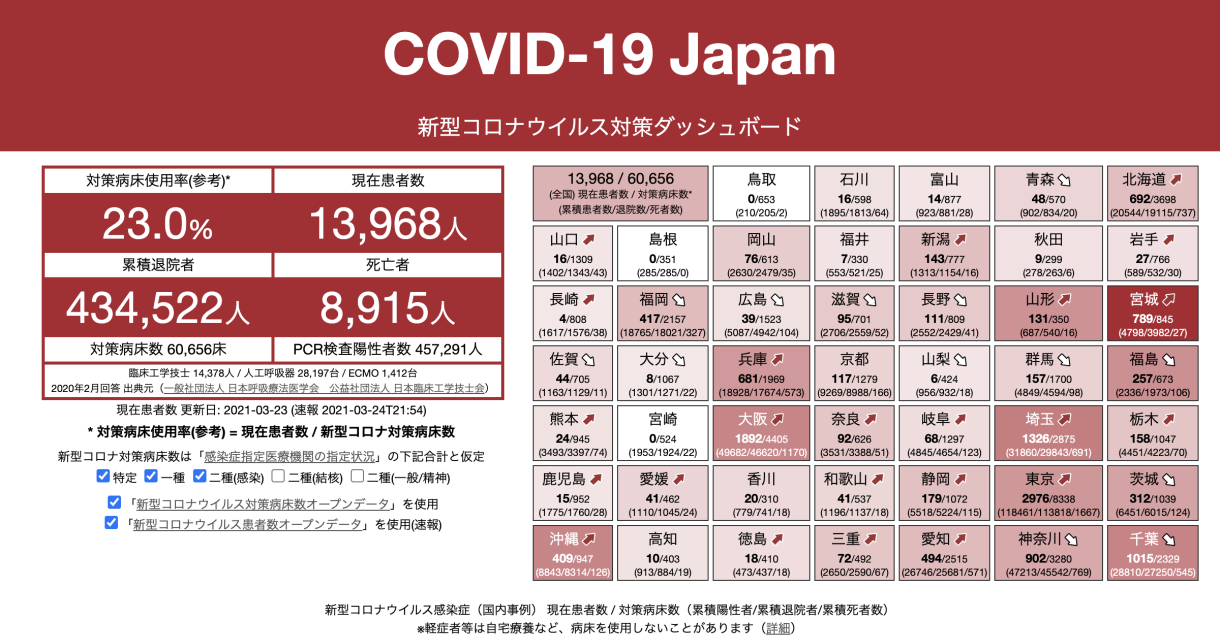 COVID-19 Japan
新型コロナウイルス対策ダッシュボード
対策病床使用率(参考)*
現在患者数
23.0%
13,968人
累積退院者
死亡者
434,522人
8,915人
対策病床数 60,656床
PCR検査陽性者数 457,291人
臨床工学技士 14,378人 / 人工呼吸器 28,197台 / ECMO 1,412台
2020年2月回答 出典元（一般社団法人 日本呼吸療法医学会　公益社団法人 日本臨床工学技士会）
現在患者数 更新日: 2021-03-23 (速報 2021-03-24T21:54)
* 対策病床使用率(参考) = 現在患者数 / 新型コロナ対策病床数
新型コロナ対策病床数は「感染症指定医療機関の指定状況」の下記合計と仮定
特定 一種 二種(感染) 二種(結核) 二種(一般/精神)
「新型コロナウイルス対策病床数オープンデータ」を使用
「新型コロナウイルス患者数オープンデータ」を使用(速報)
13,968 / 60,656
(全国) 現在患者数 / 対策病床数*
(累積患者数/退院数/死者数)
鳥取
0/653
(210/205/2)
石川
16/598
(1895/1813/64)
富山
14/877
(923/881/28)
青森
48/570
(902/834/20)
北海道
692/3698
(20544/19115/737)
山口
16/1309
(1402/1343/43)
島根
0/351
(285/285/0)
岡山
76/613
(2630/2479/35)
福井
7/330
(553/521/25)
新潟
143/777
(1313/1154/16)
秋田
9/299
(278/263/6)
岩手
27/766
(589/532/30)
長崎
4/808
(1617/1576/38)
福岡
417/2157
(18765/18021/327)
広島
39/1523
(5087/4942/104)
滋賀
95/701
(2706/2559/52)
長野
111/809
(2552/2429/41)
山形
131/350
(687/540/16)
宮城
789/845
(4798/3982/27)
佐賀
44/705
(1163/1129/11)
大分
8/1067
(1301/1271/22)
兵庫
681/1969
(18928/17674/573)
京都
117/1279
(9269/8988/166)
山梨
6/424
(956/932/18)
群馬
157/1700
(4849/4594/98)
福島
257/673
(2336/1973/106)
熊本
24/945
(3493/3397/74)
宮崎
0/524
(1953/1924/22)
大阪
1892/4405
(49682/46620/1170)
奈良
92/626
(3531/3388/51)
岐阜
68/1297
(4845/4654/123)
埼玉
1326/2875
(31860/29843/691)
栃木
158/1047
(4451/4223/70)
鹿児島
15/952
(1775/1760/28)
愛媛
41/462
(1110/1045/24)
香川
20/310
(779/741/18)
和歌山
41/537
(1196/1137/18)
静岡
179/1072
(5518/5224/115)
東京
2976/8338
(118461/113818/1667)
茨城
312/1039
(6451/6015/124)
沖縄
409/947
(8843/8314/126)
高知
10/403
(913/884/19)
徳島
18/410
(473/437/18)
三重
72/492
(2650/2590/67)
愛知
494/2515
(26746/25681/571)
神奈川
902/3280
(47213/45542/769)
千葉
1015/2329
(28810/27250/545)
新型コロナウイルス感染症（国内事例） 現在患者数 / 対策病床数（累積陽性者/累積退院者/累積死者数）
※軽症者等は自宅療養など、病床を使用しないことがあります（詳細）